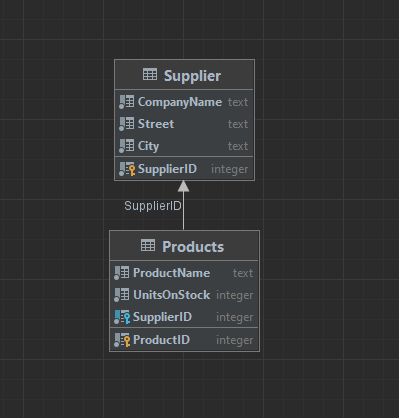 Supplier
CompanyName text
Street text
City text
SupplierID integer
SupplierID
Products
ProductName text
UnitsOnStock integer
SupplierID integer
ProductID integer